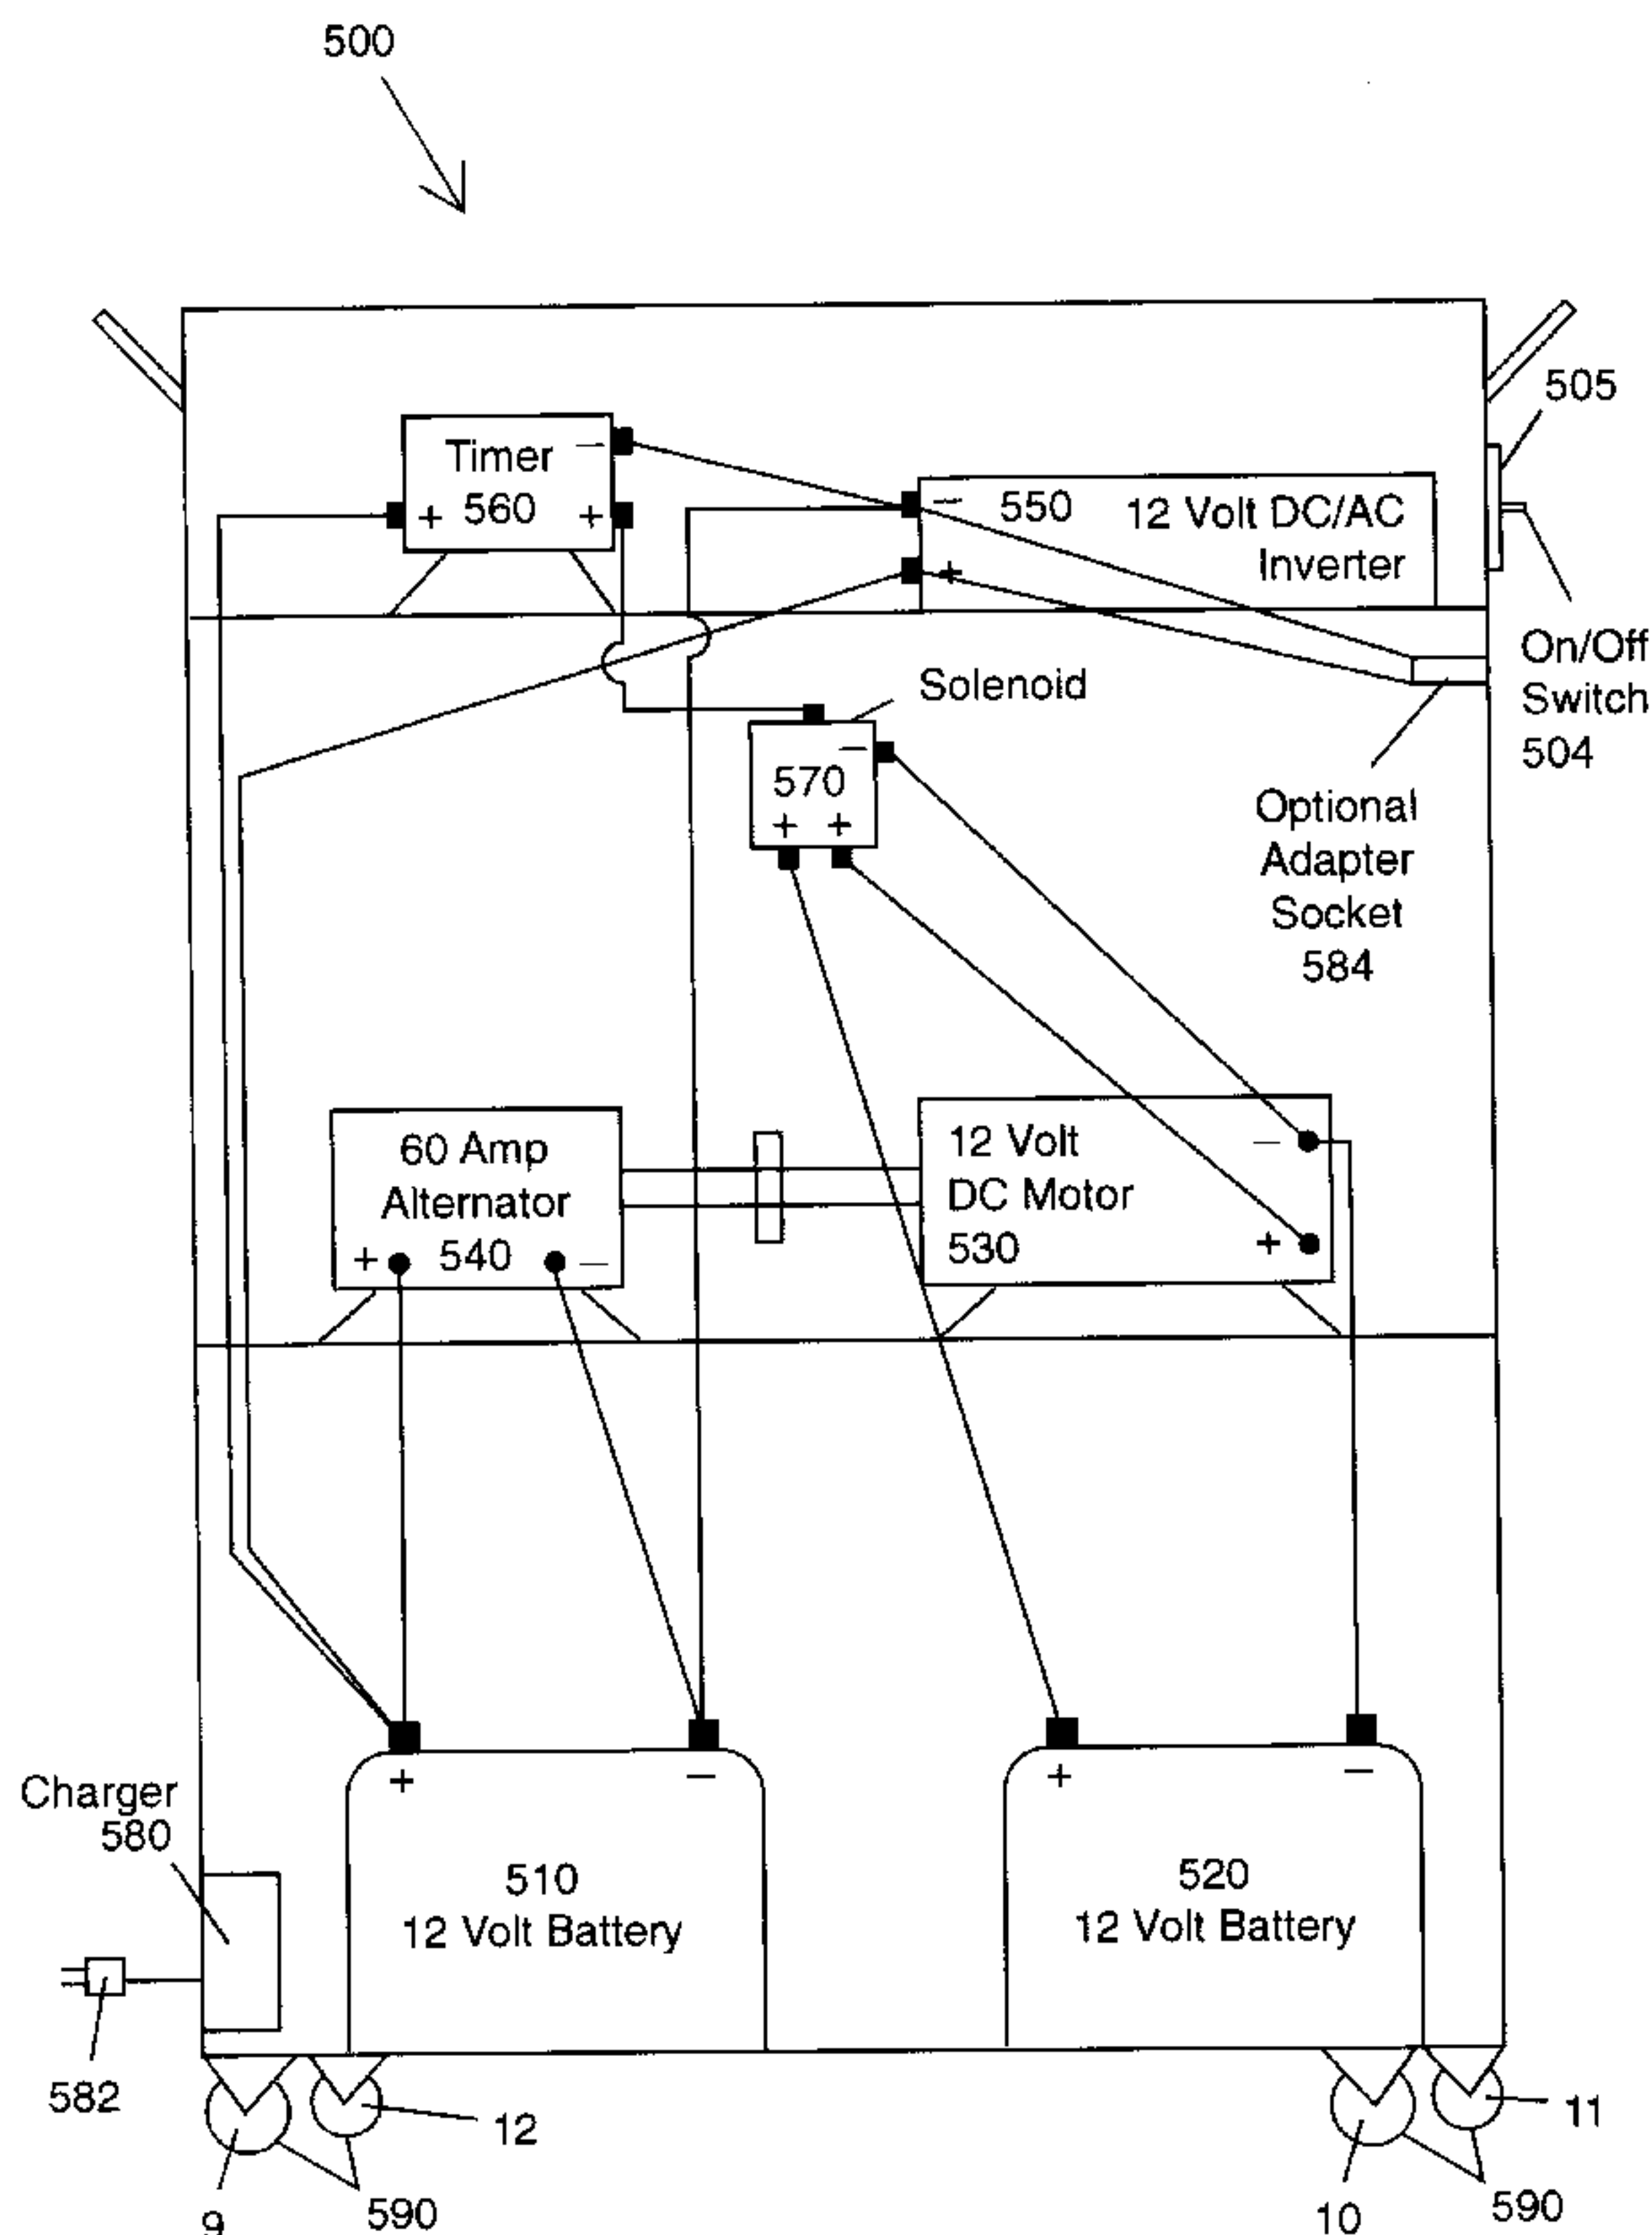 500
505
Timer
—
+ 560 +
— 550 12 Volt DC/AC
+ Inverter
On/Off
Switch
504
Solenoid
—
570
+ +
Optional
Adapter
Socket
584
60 Amp
Alternator
+ 540 —
12 Volt
DC Motor
530
—
+
Charger
580
+ —
510
12 Volt Battery
+ —
520
12 Volt Battery
582
12
11
9
590
10
590